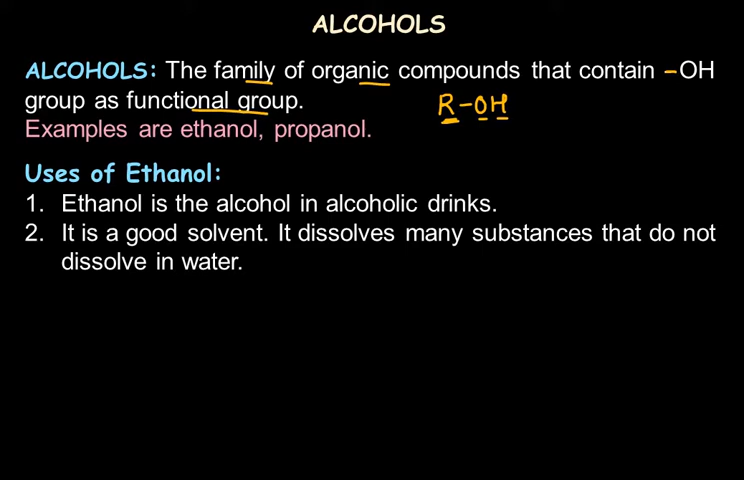 ALCOHOLS
ALCOHOLS: The family of organic compounds that contain –OH
group as functional group.
R-OH
Examples are ethanol, propanol.
Uses of Ethanol:
1. Ethanol is the alcohol in alcoholic drinks.
2. It is a good solvent. It dissolves many substances that do not
dissolve in water.